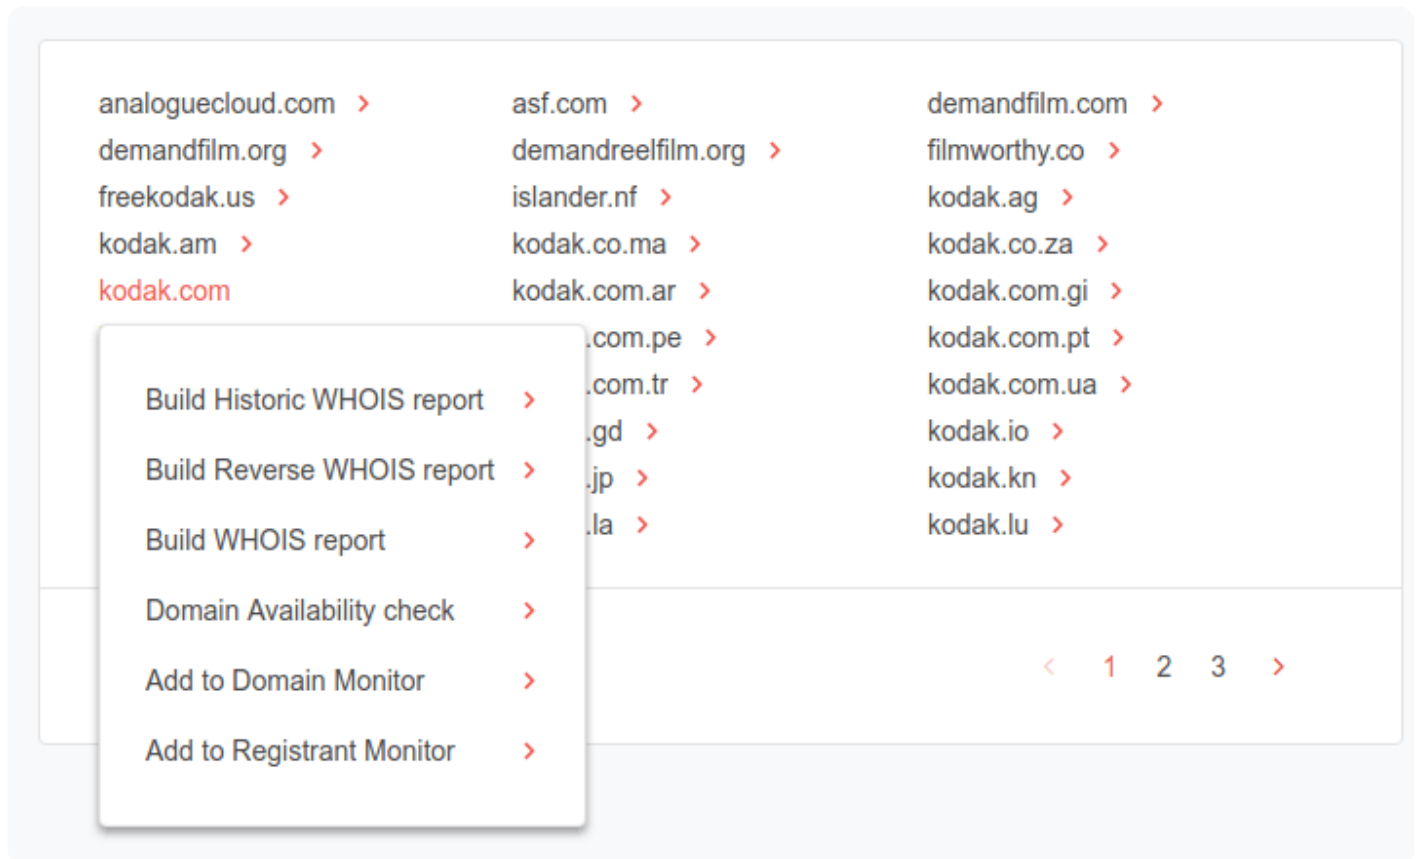 analoguecloud.com asf.com demandfilm.com
demandfilm.org demandreelfilm.org filmworthy.co
freekodak.us islander.nf kodak.ag
kodak.am kodak.co.ma kodak.co.za
kodak.com kodak.com.ar kodak.com.gi
.com.pe kodak.com.pt
Build Historic WHOIS report .com.tr kodak.com.ua
.gd kodak.io
Build Reverse WHOIS report .jp kodak.kn
Build WHOIS report .la kodak.lu
Domain Availability check
Add to Domain Monitor 1 2 3
Add to Registrant Monitor